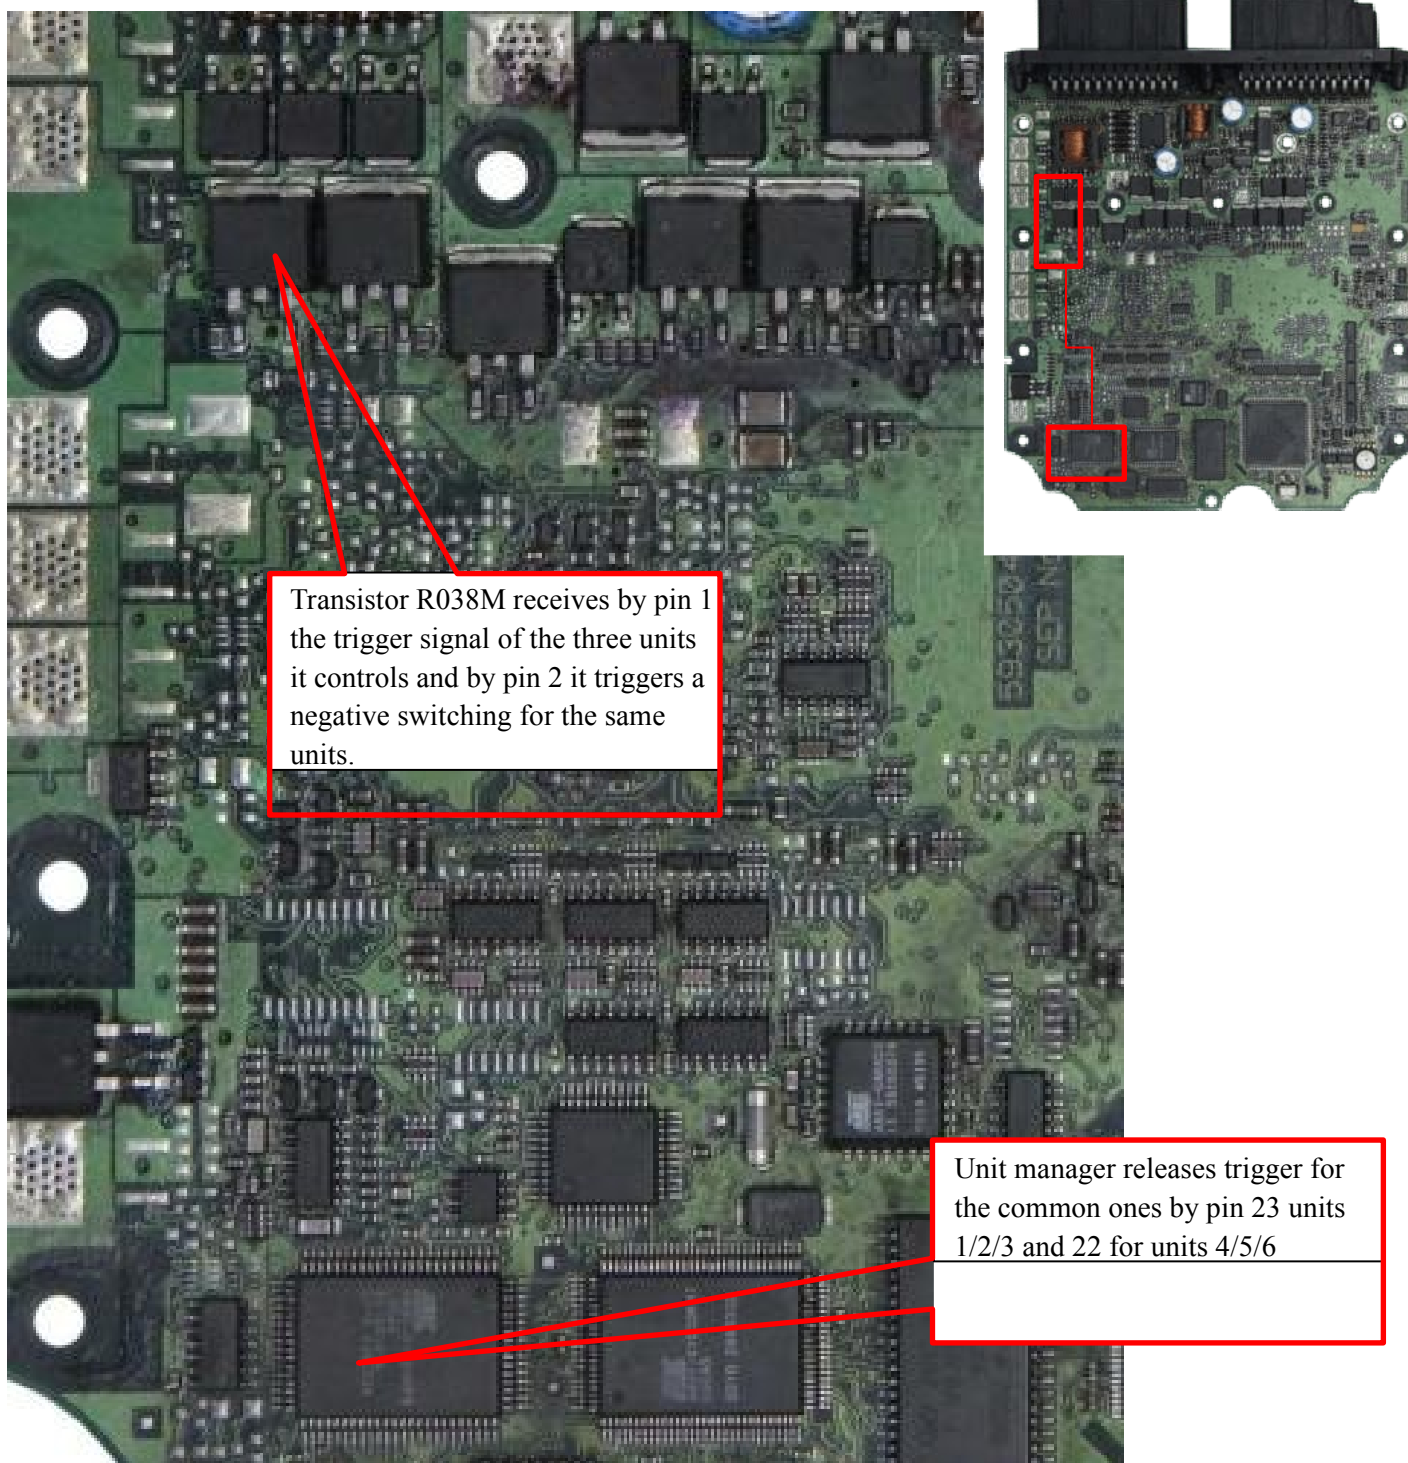 Transistor R038M receives by pin 1
the trigger signal of the three units
it controls and by pin 2 it triggers a
negative switching for the same
units.
Unit manager releases trigger for
the common ones by pin 23 units
1/2/3 and 22 for units 4/5/6